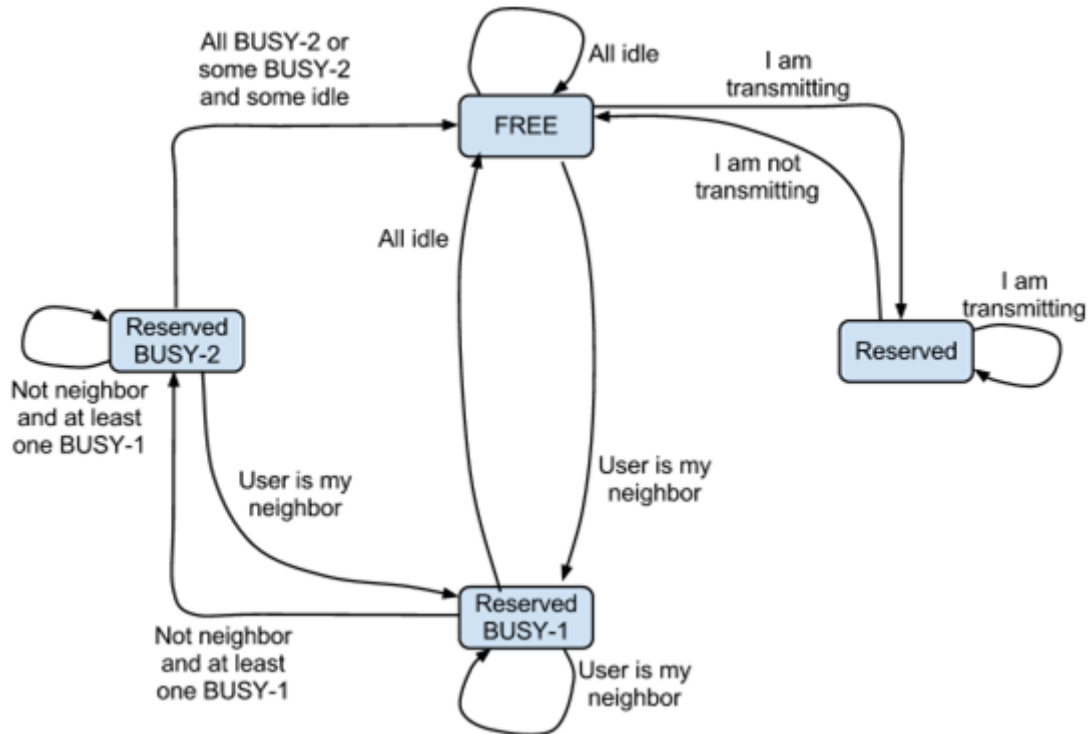 All BUSY-2 or
some BUSY-2
and some idle
All idle
I am
transmitting
FREE
I am not
transmitting
All idle
I am
transmitting
Reserved
BUSY-2
Reserved
Not neighbor
and at least
one BUSY-1
User is my
neighbor
User is my
neighbor
Reserved
BUSY-1
Not neighbor
and at least
one BUSY-1
User is my
neighbor